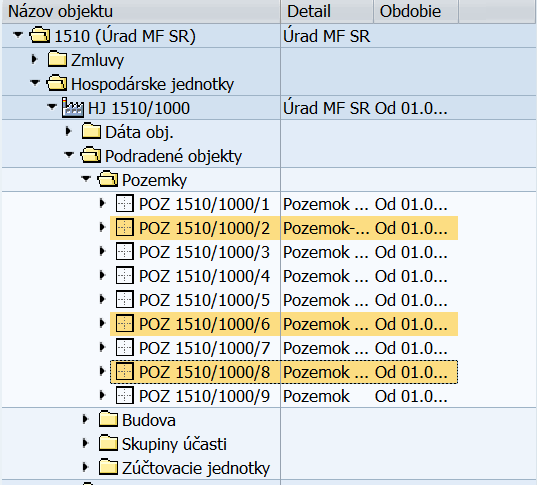 Názov objektu Detail Obdobie
1510 (Úrad MF SR) Úrad MF SR
Zmluvy
Hospodárske jednotky
HJ 1510/1000 Úrad MF SR Od 01.0...
Dáta obj.
Podradené objekty
Pozemky
POZ 1510/1000/1 Pozemok ... Od 01.0...
POZ 1510/1000/2 Pozemok-... Od 01.0...
POZ 1510/1000/3 Pozemok ... Od 01.0...
POZ 1510/1000/4 Pozemok ... Od 01.0...
POZ 1510/1000/5 Pozemok ... Od 01.0...
POZ 1510/1000/6 Pozemok ... Od 01.0...
POZ 1510/1000/7 Pozemok ... Od 01.0...
POZ 1510/1000/8 Pozemok ... Od 01.0...
POZ 1510/1000/9 Pozemok Od 01.0...
Budova
Skupiny účasti
Zúčtovacie jednotky